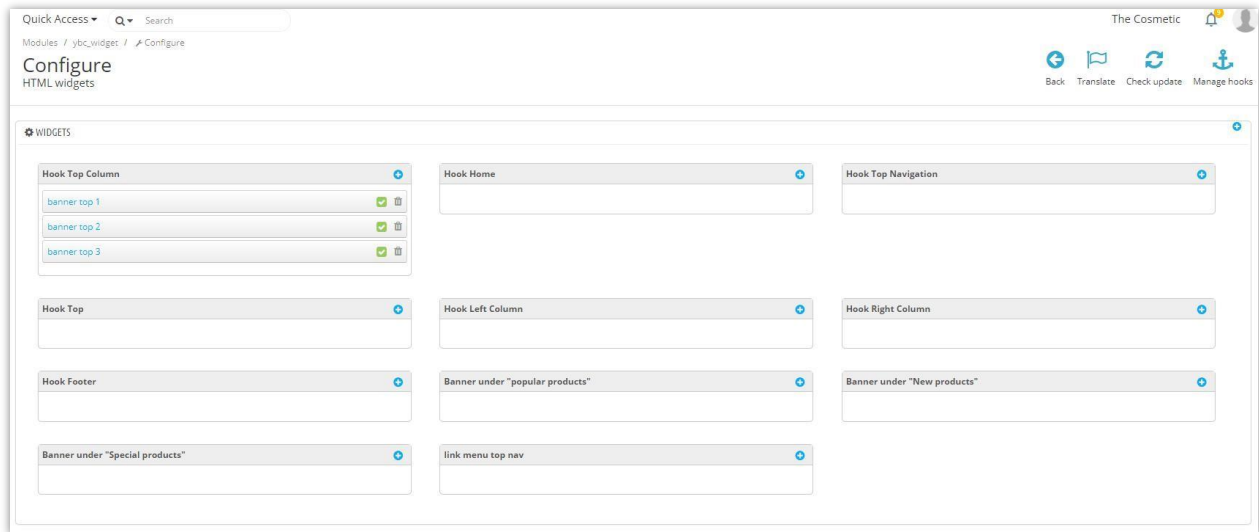 Quick Access Search The Cosmetic
Modules / ybc_widget / Configure
Configure
HTML widgets
Back Translate Check update Manage hooks
WIDGETS
Hook Top Column
banner top 1
banner top 2
banner top 3
Hook Home
Hook Top Navigation
Hook Top
Hook Left Column
Hook Right Column
Hook Footer
Banner under "popular products"
Banner under "New products"
Banner under "Special products"
link menu top nav